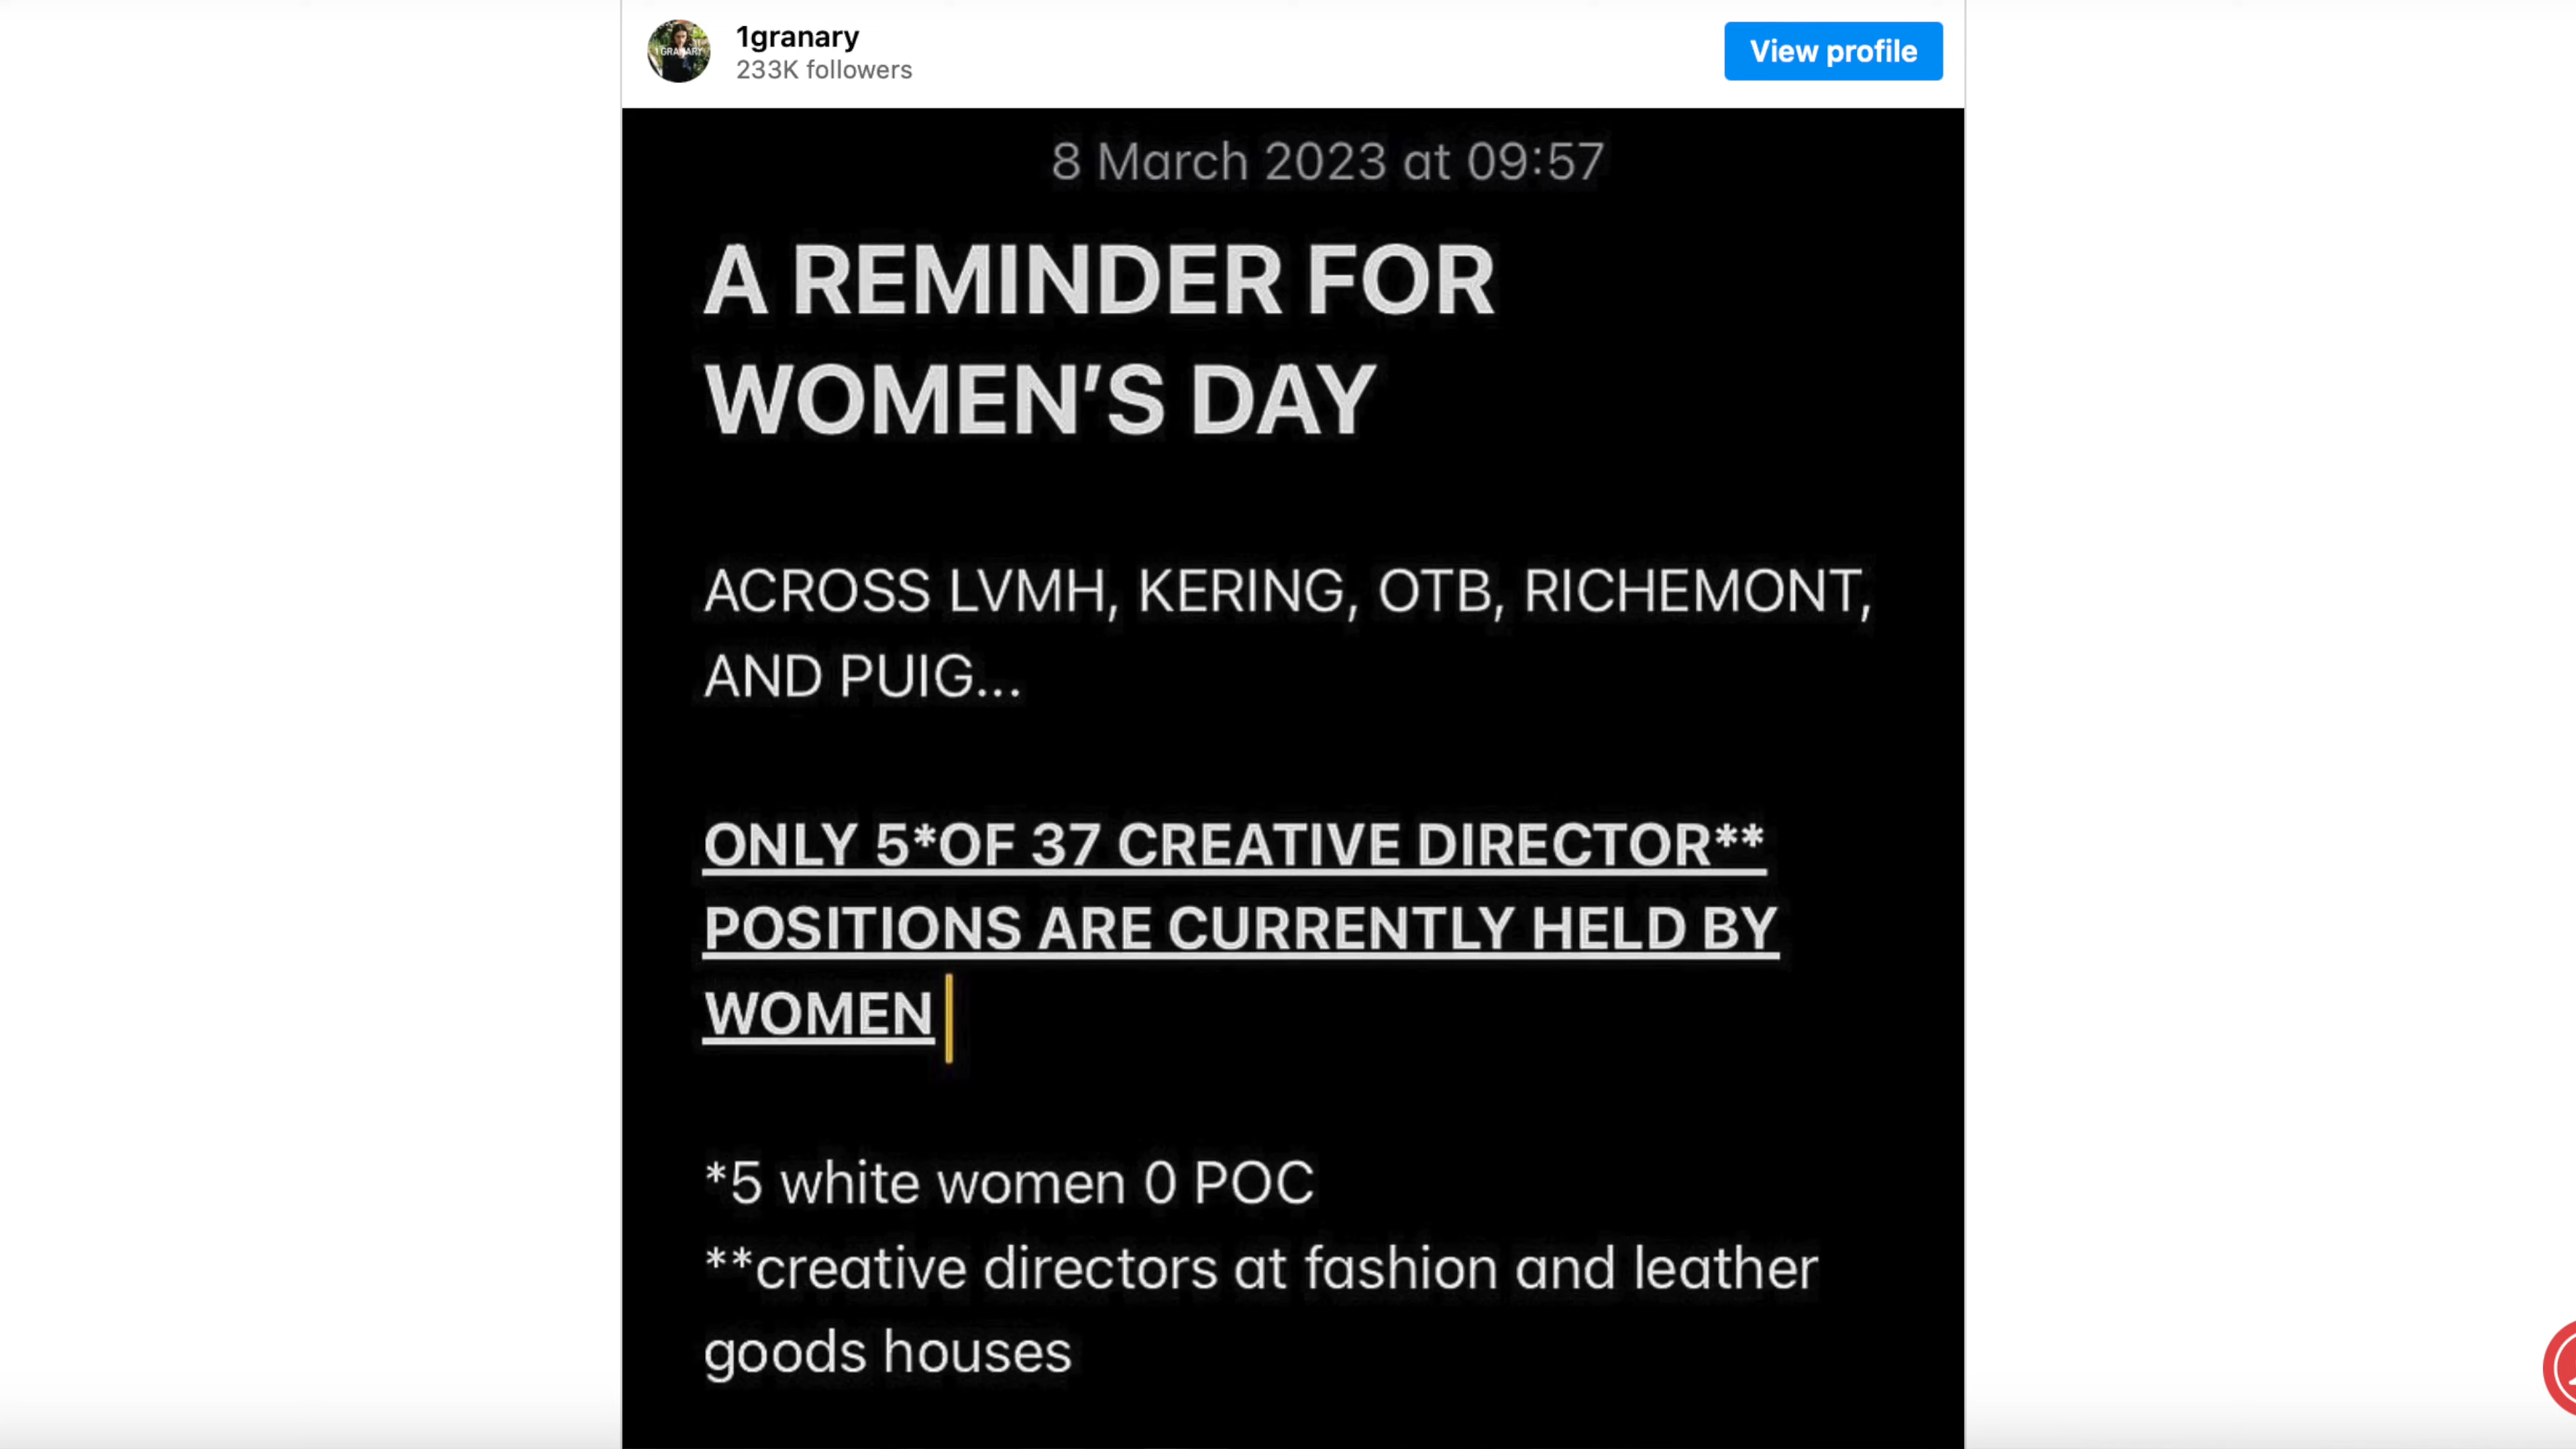 1granary
233K followers
View profile
1 GRANARY
8 March 2023 at 09:57
A REMINDER FOR
WOMEN’S DAY
ACROSS LVMH, KERING, OTB, RICHEMONT,
AND PUIG...
ONLY 5*OF 37 CREATIVE DIRECTOR**
POSITIONS ARE CURRENTLY HELD BY
WOMEN
*5 white women 0 POC
**creative directors at fashion and leather
goods houses